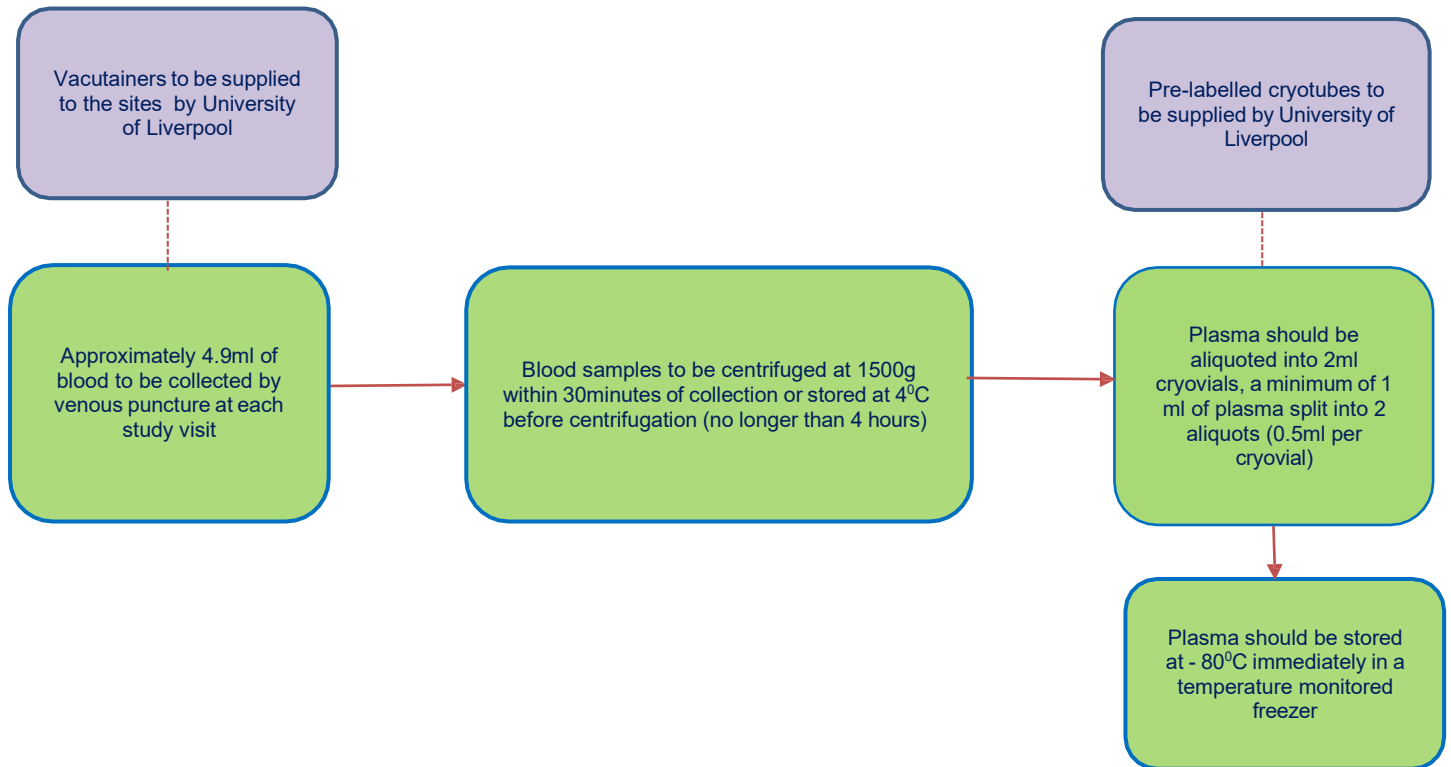 Vacutainers to be supplied
to the sites by University
of Liverpool
Pre-labelled cryotubes to
be supplied by University of
Liverpool
Approximately 4.9ml of
blood to be collected by
venous puncture at each
study visit
Blood samples to be centrifuged at 1500g
within 30minutes of collection or stored at 4⁰C
before centrifugation (no longer than 4 hours)
Plasma should be
aliquoted into 2ml
cryovials, a minimum of 1
ml of plasma split into 2
aliquots (0.5ml per
cryovial)
Plasma should be stored
at - 80⁰C immediately in a
temperature monitored
freezer